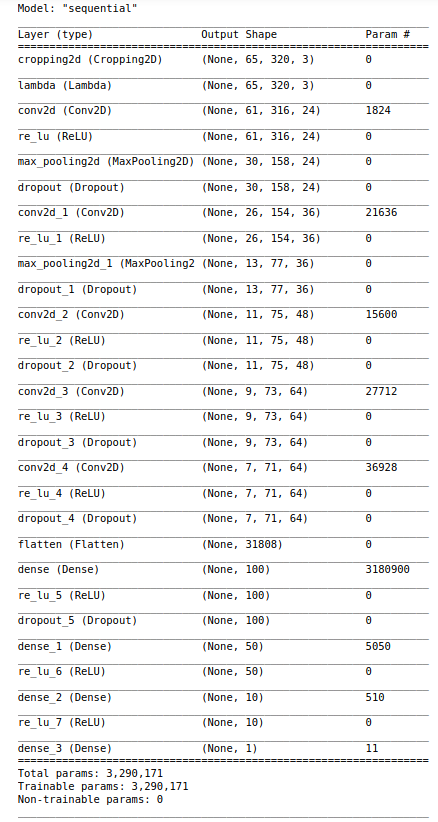 Model: "sequential"
Layer (type) Output Shape Param #
cropping2d (Cropping2D) (None, 65, 320, 3) 0
lambda (Lambda) (None, 65, 320, 3) 0
conv2d (Conv2D) (None, 61, 316, 24) 1824
re_lu (ReLU) (None, 61, 316, 24) 0
max_pooling2d (MaxPooling2D) (None, 30, 158, 24) 0
dropout (Dropout) (None, 30, 158, 24) 0
conv2d_1 (Conv2D) (None, 26, 154, 36) 21636
re_lu_1 (ReLU) (None, 26, 154, 36) 0
max_pooling2d_1 (MaxPooling2 (None, 13, 77, 36) 0
dropout_1 (Dropout) (None, 13, 77, 36) 0
conv2d_2 (Conv2D) (None, 11, 75, 48) 15600
re_lu_2 (ReLU) (None, 11, 75, 48) 0
dropout_2 (Dropout) (None, 11, 75, 48) 0
conv2d_3 (Conv2D) (None, 9, 73, 64) 27712
re_lu_3 (ReLU) (None, 9, 73, 64) 0
dropout_3 (Dropout) (None, 9, 73, 64) 0
conv2d_4 (Conv2D) (None, 7, 71, 64) 36928
re_lu_4 (ReLU) (None, 7, 71, 64) 0
dropout_4 (Dropout) (None, 7, 71, 64) 0
flatten (Flatten) (None, 31808) 0
dense (Dense) (None, 100) 3180900
re_lu_5 (ReLU) (None, 100) 0
dropout_5 (Dropout) (None, 100) 0
dense_1 (Dense) (None, 50) 5050
re_lu_6 (ReLU) (None, 50) 0
dense_2 (Dense) (None, 10) 510
re_lu_7 (ReLU) (None, 10) 0
dense_3 (Dense) (None, 1) 11
Total params: 3,290,171
Trainable params: 3,290,171
Non-trainable params: 0